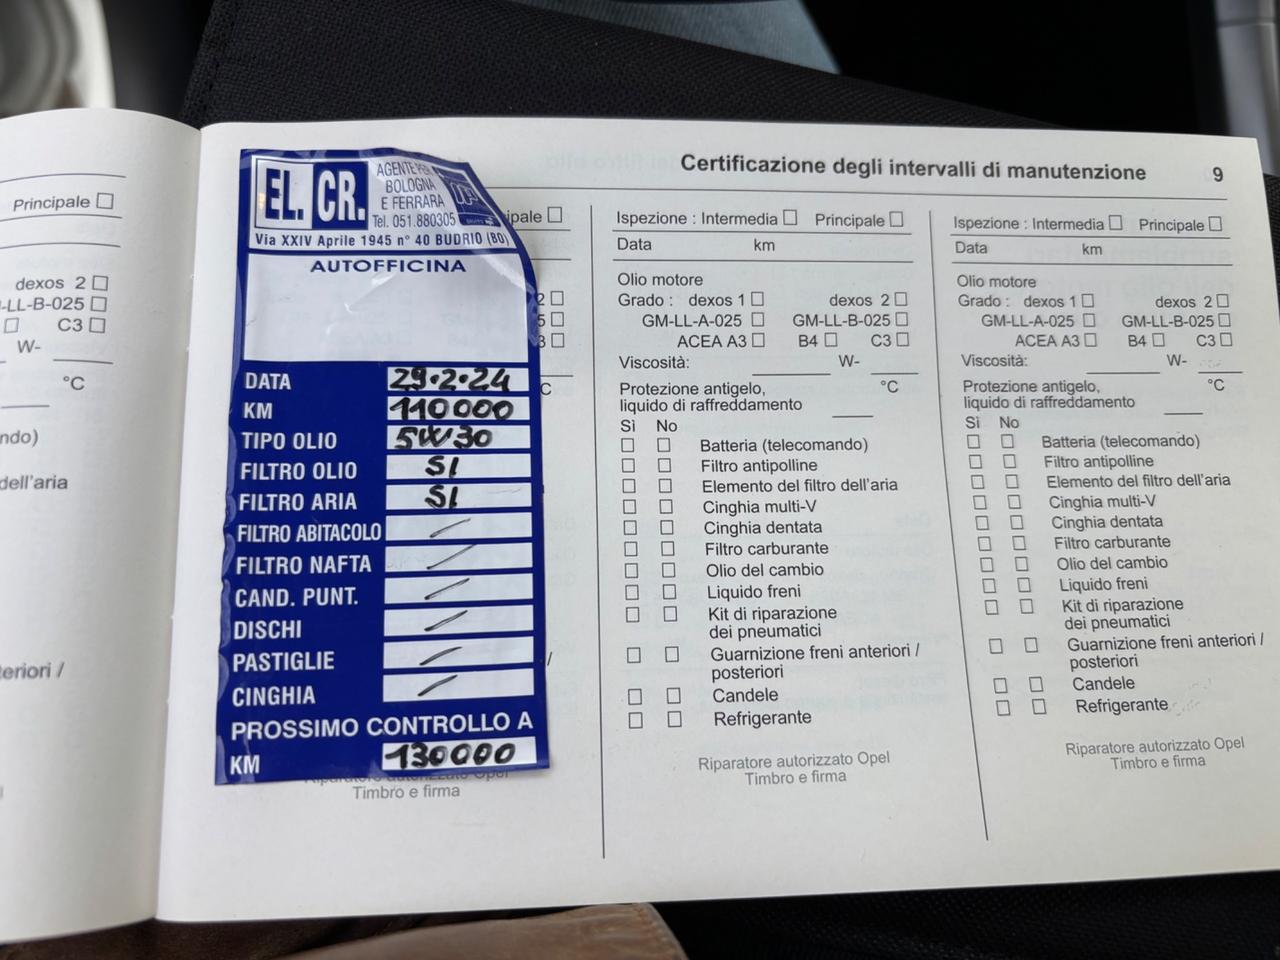 Principale
dexos 2
-LL-B-025
C3
W-
°C
ndo)
dell'aria
teriori /
EL. CR.
AGENTE PER
BOLOGNA
E FERRARA
Tel. 051.880305
Via XXIV Aprile 1945 n° 40 BUDRIO (BO)
AUTOFFICINA
DATA 29.2.24
KM 110000
TIPO OLIO 5W30
FILTRO OLIO SI
FILTRO ARIA SI
FILTRO ABITACOLO /
FILTRO NAFTA /
CAND. PUNT. /
DISCHI /
PASTIGLIE /
CINGHIA /
PROSSIMO CONTROLLO A
KM 130000
ipale
2
5
3
C
/
Riparatore autorizzato Opel
Timbro e firma
Certificazione degli intervalli di manutenzione 9
Ispezione : Intermedia Principale
Data km
Olio motore
Grado : dexos 1 dexos 2
GM-LL-A-025 GM-LL-B-025
ACEA A3 B4 C3
Viscosità: W-
Protezione antigelo, °C
liquido di raffreddamento
Sì No
Batteria (telecomando)
Filtro antipolline
Elemento del filtro dell'aria
Cinghia multi-V
Cinghia dentata
Filtro carburante
Olio del cambio
Liquido freni
Kit di riparazione
dei pneumatici
Guarnizione freni anteriori /
posteriori
Candele
Refrigerante
Riparatore autorizzato Opel
Timbro e firma
Ispezione : Intermedia Principale
Data km
Olio motore
Grado : dexos 1 dexos 2
GM-LL-A-025 GM-LL-B-025
ACEA A3 B4 C3
Viscosità: W-
Protezione antigelo, °C
liquido di raffreddamento
Sì No
Batteria (telecomando)
Filtro antipolline
Elemento del filtro dell'aria
Cinghia multi-V
Cinghia dentata
Filtro carburante
Olio del cambio
Liquido freni
Kit di riparazione
dei pneumatici
Guarnizione freni anteriori /
posteriori
Candele
Refrigerante
Riparatore autorizzato Opel
Timbro e firma